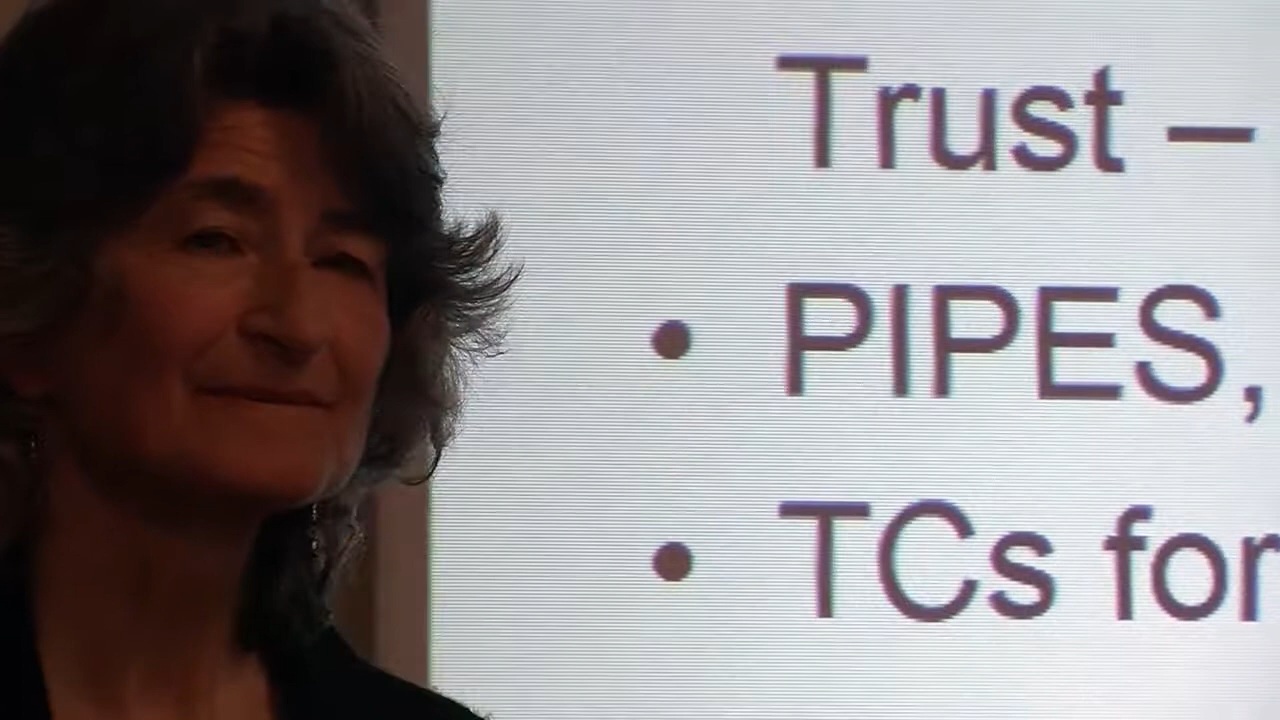 Trust –
• PIPES,
• TCs for